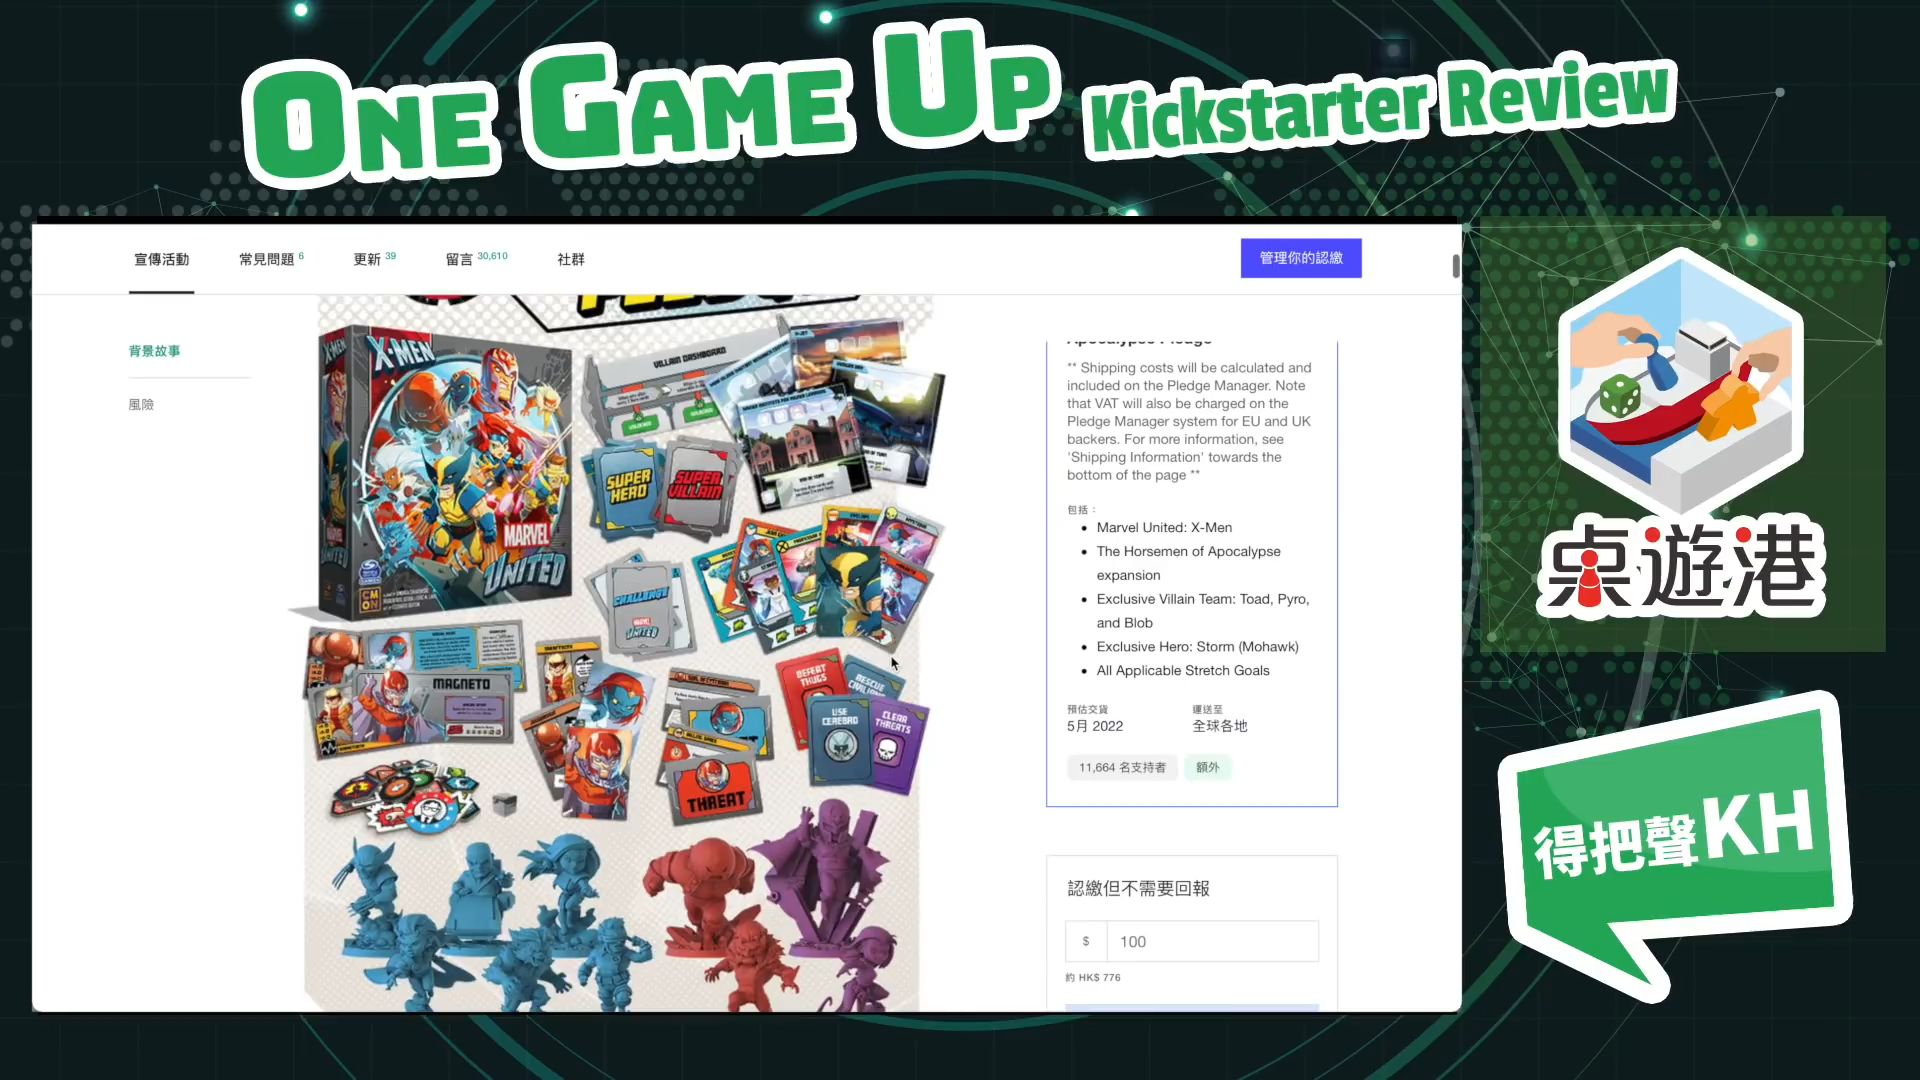 ONE GAME UP Kickstarter Review
宣傳活動
常見問題 6
更新 39
留言 30,610
社群
管理你的認繳
背景故事
風險
X-MEN
MARVEL
UNITED
CMON
VILLAIN DASHBOARD
SUPER HERO
SUPER VILLAIN
CHALLENGE
MARVEL UNITED
MAGNETO
DEFEAT THUGS
RESCUE
USE CEREBRO
CLEAR THREATS
THREAT
** Shipping costs will be calculated and
included on the Pledge Manager. Note
that VAT will also be charged on the
Pledge Manager system for EU and UK
backers. For more information, see
'Shipping Information' towards the
bottom of the page **
包括：
Marvel United: X-Men
The Horsemen of Apocalypse
expansion
Exclusive Villain Team: Toad, Pyro,
and Blob
Exclusive Hero: Storm (Mohawk)
All Applicable Stretch Goals
預估交貨
5月 2022
運送至
全球各地
11,664 名支持者
額外
認繳但不需要回報
$ 100
約 HK$ 776
桌遊港
得把聲KH